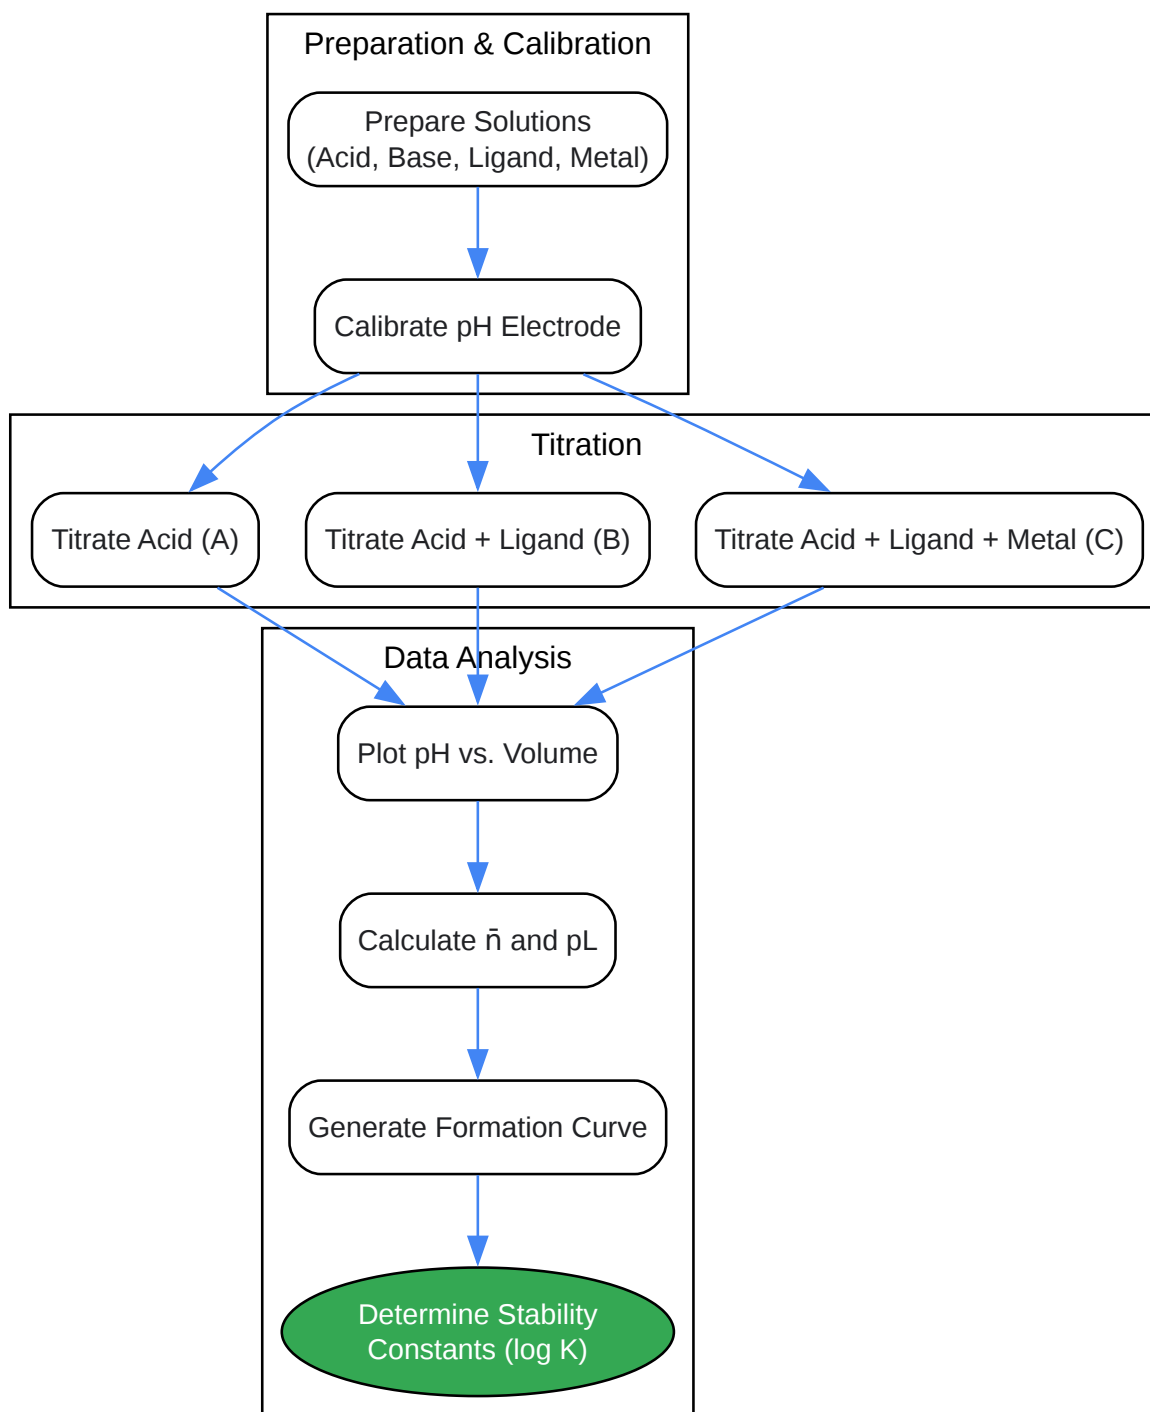 Preparation & Calibration
Prepare Solutions
(Acid, Base, Ligand, Metal)
Calibrate pH Electrode
Titration
Titrate Acid (A)
Titrate Acid + Ligand (B)
Titrate Acid + Ligand + Metal (C)
Data Analysis
Plot pH vs. Volume
Calculate n̄ and pL
Generate Formation Curve
Determine Stability
Constants (log K)